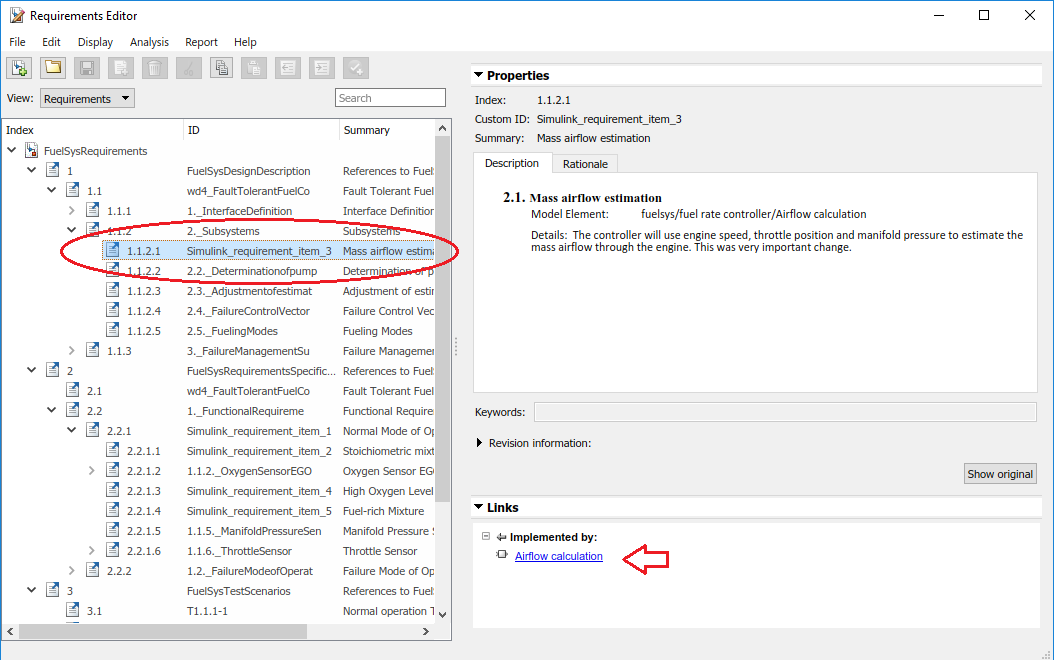 Requirements Editor
File Edit Display Analysis Report Help
View: Requirements Search
Index ID Summary
FuelSysRequirements
1 FuelSysDesignDescription References to Fuel
1.1 wd4_FaultTolerantFuelCo Fault Tolerant Fuel
1.1.1 1._InterfaceDefinition Interface Definition
1.1.2 2._Subsystems Subsystems
1.1.2.1 Simulink_requirement_item_3 Mass airflow estima
1.1.2.2 2.2._Determinationofpump Determination of p
1.1.2.3 2.3._Adjustmentofestimat Adjustment of estir
1.1.2.4 2.4._FailureControlVector Failure Control Vec
1.1.2.5 2.5._FuelingModes Fueling Modes
1.1.3 3._FailureManagementSu Failure Managemer
2 FuelSysRequirementsSpecific... References to Fuel
2.1 wd4_FaultTolerantFuelCo Fault Tolerant Fuel
2.2 1._FunctionalRequireme Functional Require
2.2.1 Simulink_requirement_item_1 Normal Mode of Op
2.2.1.1 Simulink_requirement_item_2 Stoichiometric mixt
2.2.1.2 1.1.2._OxygenSensorEGO Oxygen Sensor EG
2.2.1.3 Simulink_requirement_item_4 High Oxygen Level
2.2.1.4 Simulink_requirement_item_5 Fuel-rich Mixture
2.2.1.5 1.1.5._ManifoldPressureSen Manifold Pressure
2.2.1.6 1.1.6._ThrottleSensor Throttle Sensor
2.2.2 1.2._FailureModeofOperat Failure Mode of Op
3 FuelSysTestScenarios References to Fuel
3.1 T1.1.1-1 Normal operation T
Properties
Index: 1.1.2.1
Custom ID: Simulink_requirement_item_3
Summary: Mass airflow estimation
Description Rationale
2.1. Mass airflow estimation
Model Element: fuelsys/fuel rate controller/Airflow calculation
Details: The controller will use engine speed, throttle position and manifold pressure to estimate the
mass airflow through the engine. This was very important change.
Keywords:
Revision information:
Show original
Links
Implemented by:
Airflow calculation